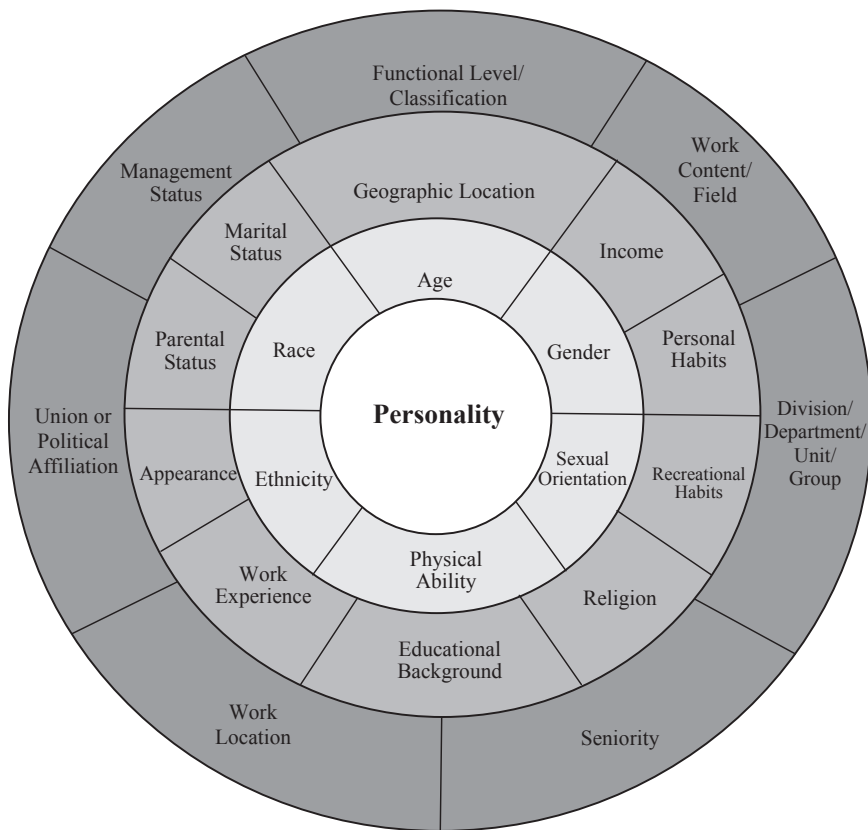 Functional Level/
Classification
Work
Content/
Field
Division/
Department/
Unit/
Group
Seniority
Work
Location
Union or
Political
Affiliation
Management
Status
Geographic Location
Income
Personal
Habits
Recreational
Habits
Religion
Educational
Background
Work
Experience
Appearance
Parental
Status
Marital
Status
Age
Gender
Sexual
Orientation
Physical
Ability
Ethnicity
Race
Personality